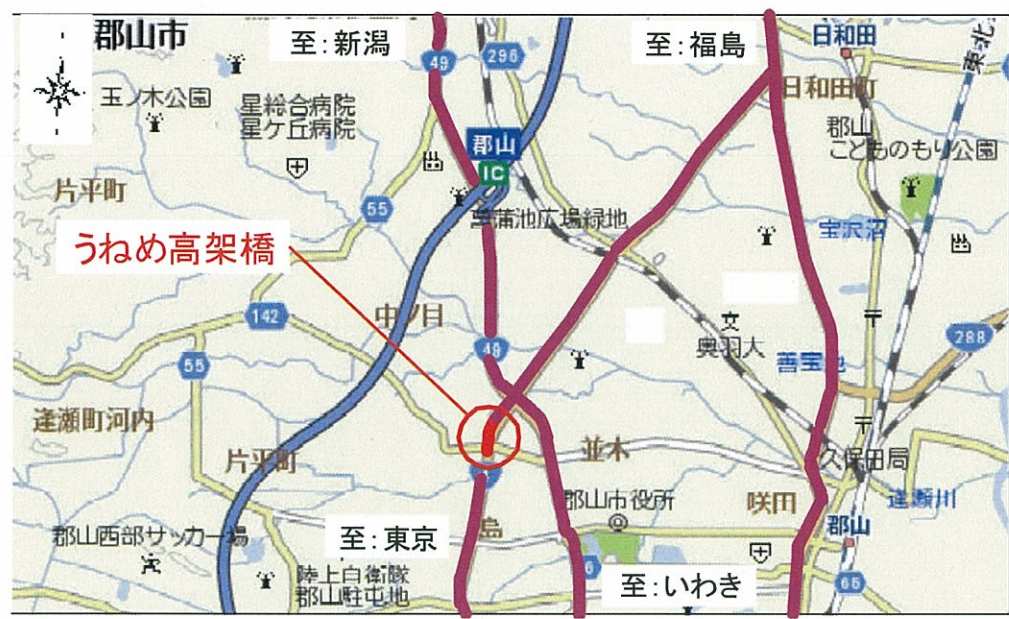 郡山市
至:新潟
49
296
至:福島
日和田
東北
日和田町
玉ノ木公園
星総合病院
星ケ丘病院
郡山
IC
郡山
こどものもり公園
片平町
55
菖蒲池広場緑地
宝沢沼
うねめ高架橋
142
中ノ目
49
奥羽大
288
善宝池
55
逢瀬町河内
片平町
並木
久保田局
郡山市役所
咲田
逢瀬川
郡山西部サッカー場
至:東京
島
郡山
陸上自衛隊
郡山駐屯地
6
至:いわき
65